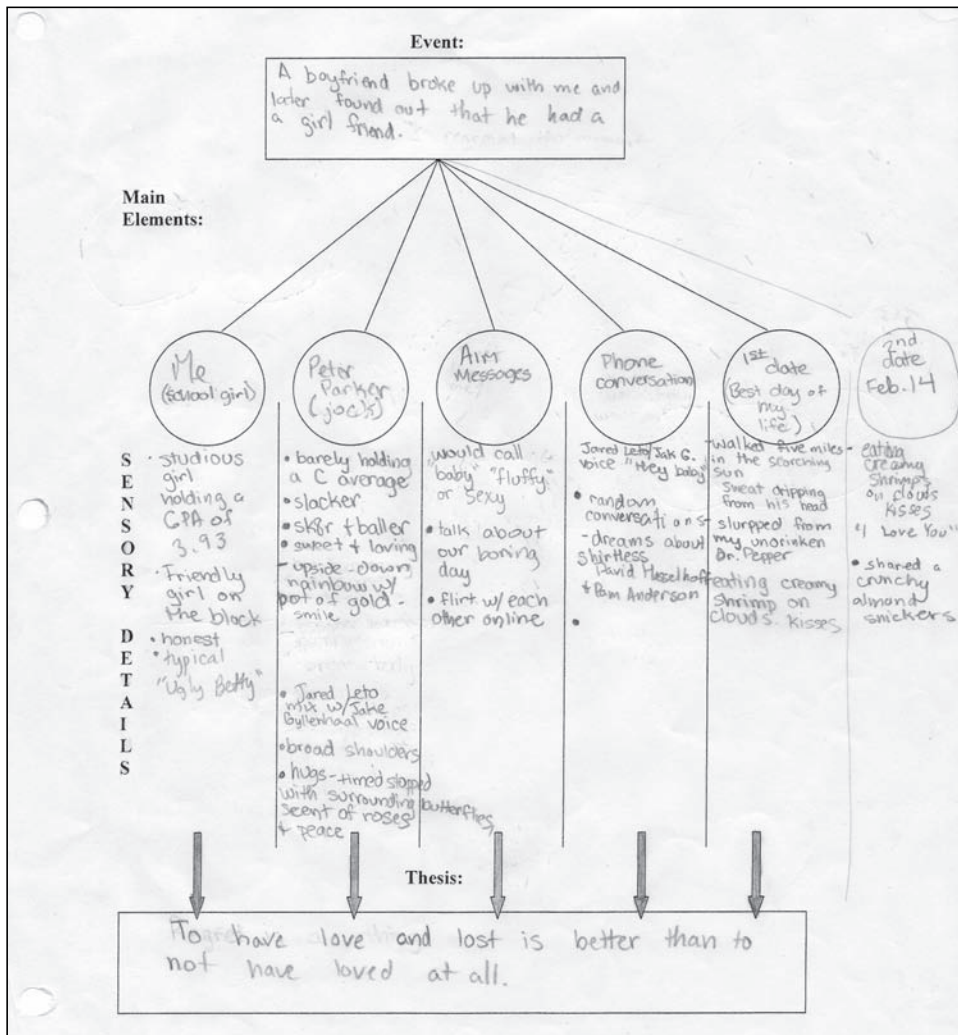 Event:
A boyfriend broke up with me and
later found out that he had a
a girl friend.
Main
Elements:
Me
(school girl)
Peter
Parker
(jock)
Aim
Messages
Phone
conversation
1st
date
(Best day of
my
life)
2nd
date
Feb. 14
SENSORY DETAILS
• studious
girl
holding a
GPA of
3.93
• Friendly
girl on
the block
• honest
• typical
"Ugly Betty"
• barely holding
a C average
• slacker
• sk8r + baller
• sweet + loving
- upside-down
rainbow w/
pot of gold -
smile
• Jared Leto
mix w/ Jake
Gyllenhaal voice
• broad shoulders
• hugs - timed stopped
with surrounding butterflies,
scent of roses
+ peace
would call
baby" "fluffy"
or Sexy
• talk about
our boring
day
• flirt w/ each
other online
Jared Leto/Jak G.
voice "Hey baby"
• random
conversations
- dreams about
shirtless
David Hasselhoff
+ Pam Anderson
•
- walked five miles
in the scorching
sun
Sweat dripping
from his head
- slurpped from
my undrinken
Dr. Pepper
eating creamy
shrimp on
clouds. kisses
- eating
creamy
shrimps
on clouds
kisses
"I Love You"
• shared a
crunchy
almond
snickers
Thesis:
To have love and lost is better than to
not have loved at all.